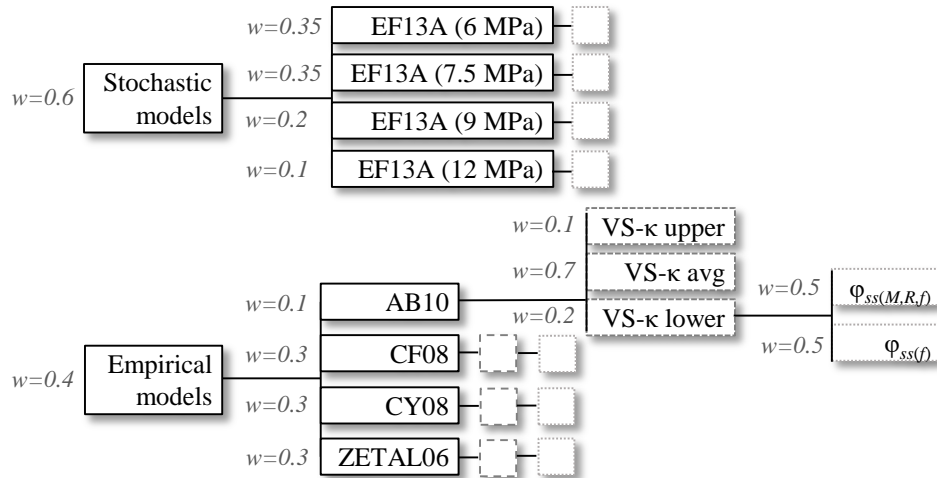 w=0.35 EF13A (6 MPa)
w=0.35 EF13A (7.5 MPa)
w=0.6 Stochastic models
w=0.2 EF13A (9 MPa)
w=0.1 EF13A (12 MPa)
w=0.1 VS-κ upper
w=0.7 VS-κ avg
w=0.1 AB10
w=0.2 VS-κ lower
w=0.5 φss(M,R,f)
w=0.5 φss(f)
w=0.3 CF08
w=0.4 Empirical models
w=0.3 CY08
w=0.3 ZETAL06